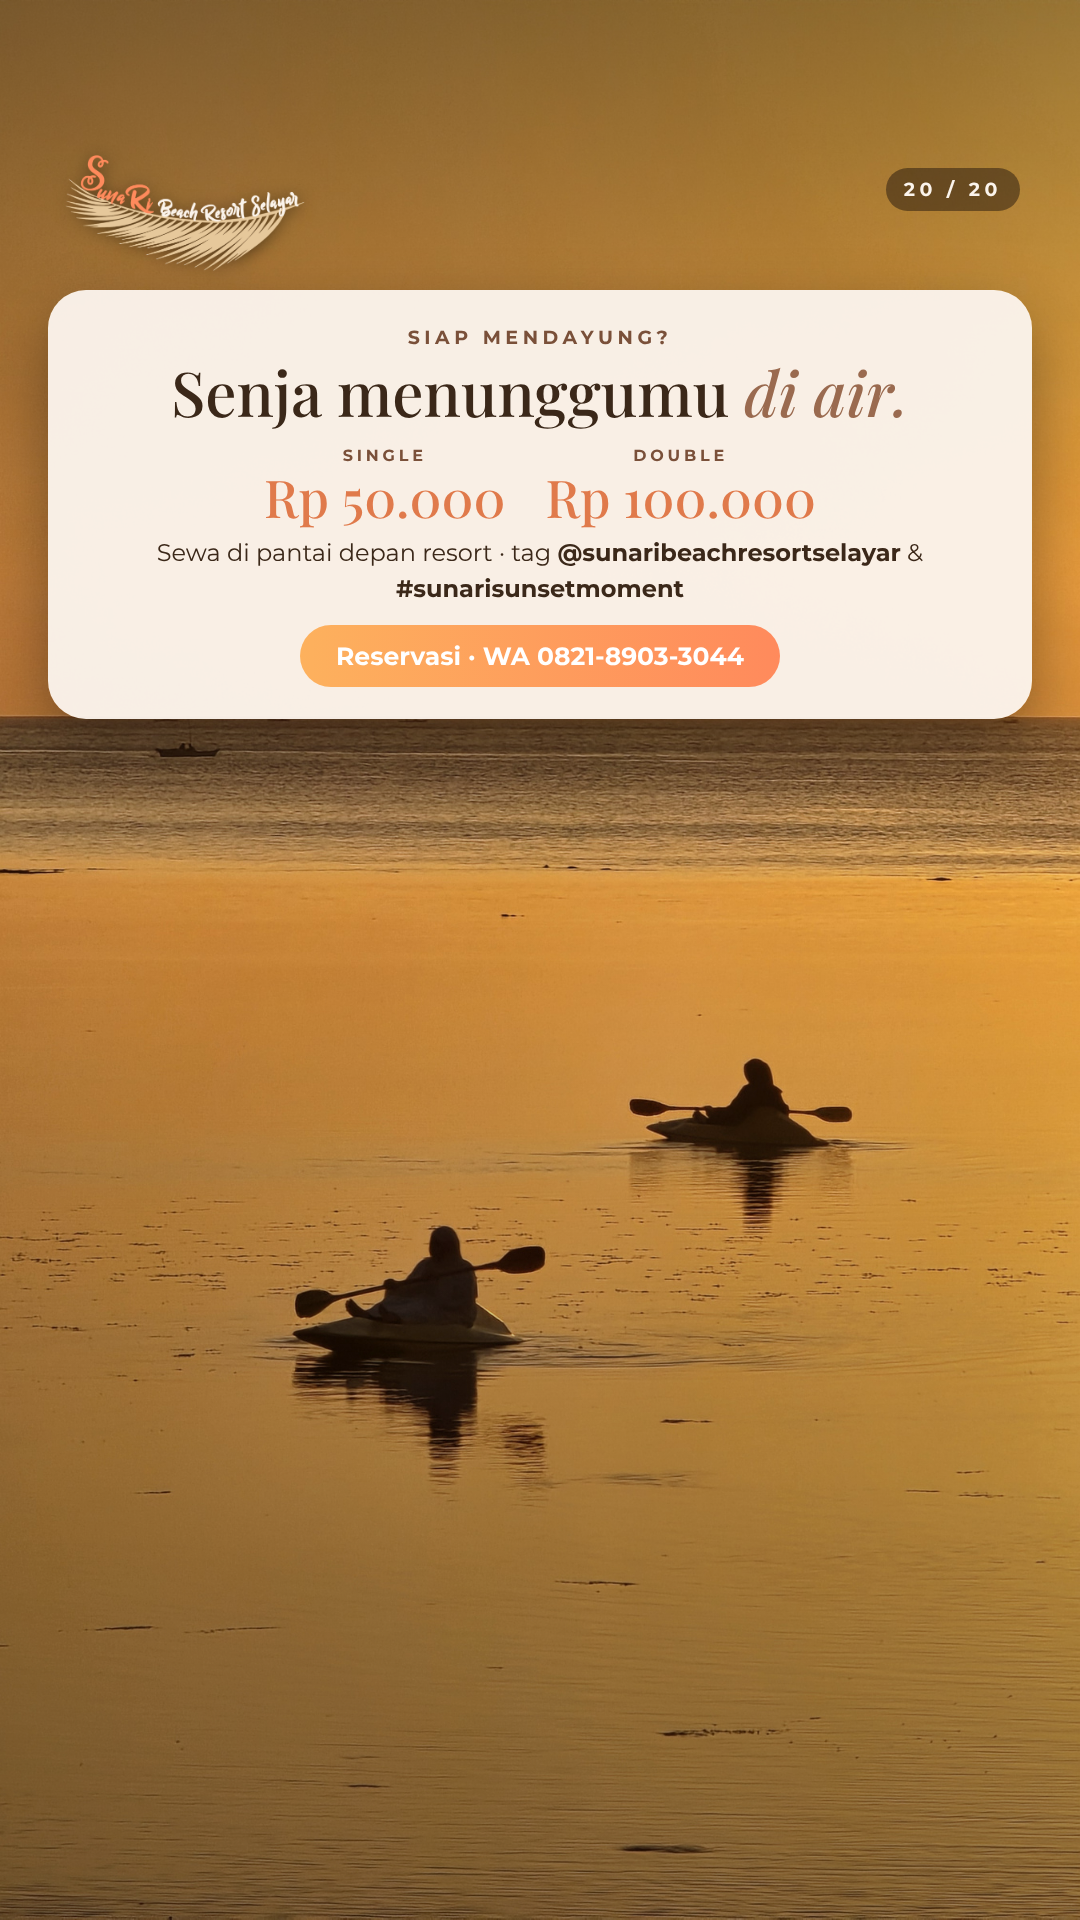 SunaRi Beach Resort Selayar
20 / 20
SIAP MENDAYUNG?
Senja menunggumu di air.
SINGLE DOUBLE
Rp 50.000 Rp 100.000
Sewa di pantai depan resort · tag @sunaribeachresortselayar &
#sunarisunsetmoment
Reservasi · WA 0821-8903-3044